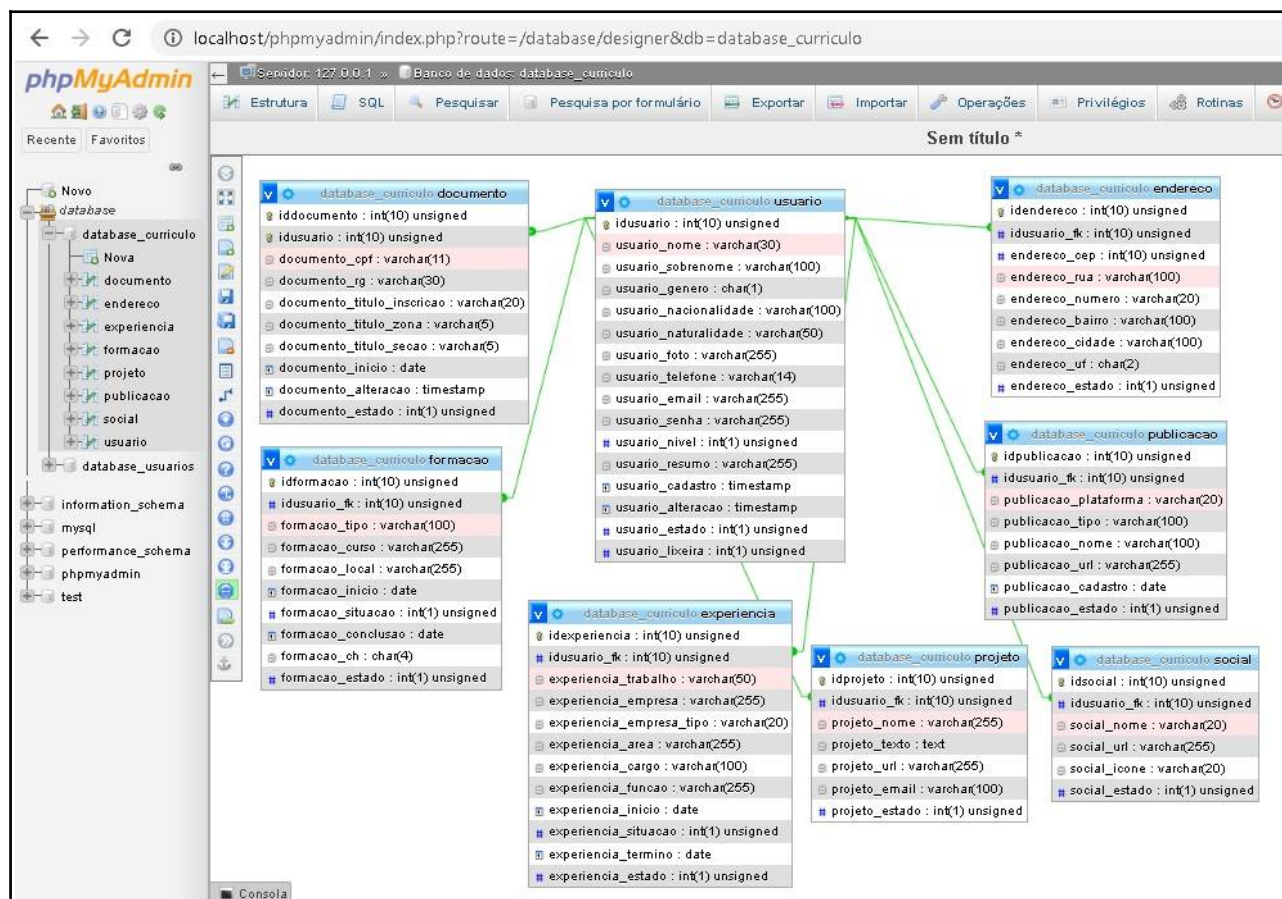 localhost/phpmyadmin/index.php?route=/database/designer&db=database_curriculo
phpMyAdmin
Recente Favoritos
Novo
database
database_curriculo
Nova
documento
endereco
experiencia
formacao
projeto
publicacao
social
usuario
database_usuarios
information_schema
mysql
performance_schema
phpmyadmin
test
Servidor: 127.0.0.1 » Banco de dados: database_curriculo
Estrutura SQL Pesquisar Pesquisa por formulário Exportar Importar Operações Privilégios Rotinas
Sem título *
database_curriculo documento
iddocumento : int(10) unsigned
idusuario : int(10) unsigned
documento_cpf : varchar(11)
documento_rg : varchar(30)
documento_titulo_inscricao : varchar(20)
documento_titulo_zona : varchar(5)
documento_titulo_secao : varchar(5)
documento_inicio : date
documento_alteracao : timestamp
documento_estado : int(1) unsigned
database_curriculo formacao
idformacao : int(10) unsigned
idusuario_fk : int(10) unsigned
formacao_tipo : varchar(100)
formacao_curso : varchar(255)
formacao_local : varchar(255)
formacao_inicio : date
formacao_situacao : int(1) unsigned
formacao_conclusao : date
formacao_ch : char(4)
formacao_estado : int(1) unsigned
database_curriculo usuario
idusuario : int(10) unsigned
usuario_nome : varchar(30)
usuario_sobrenome : varchar(100)
usuario_genero : char(1)
usuario_nacionalidade : varchar(100)
usuario_naturalidade : varchar(50)
usuario_foto : varchar(255)
usuario_telefone : varchar(14)
usuario_email : varchar(255)
usuario_senha : varchar(255)
usuario_nivel : int(1) unsigned
usuario_resumo : varchar(255)
usuario_cadastro : timestamp
usuario_alteracao : timestamp
usuario_estado : int(1) unsigned
usuario_lixeira : int(1) unsigned
database_curriculo experiencia
idexperiencia : int(10) unsigned
idusuario_fk : int(10) unsigned
experiencia_trabalho : varchar(50)
experiencia_empresa : varchar(255)
experiencia_empresa_tipo : varchar(20)
experiencia_area : varchar(255)
experiencia_cargo : varchar(100)
experiencia_funcao : varchar(255)
experiencia_inicio : date
experiencia_situacao : int(1) unsigned
experiencia_termino : date
experiencia_estado : int(1) unsigned
database_curriculo endereco
idendereco : int(10) unsigned
idusuario_fk : int(10) unsigned
endereco_cep : int(10) unsigned
endereco_rua : varchar(100)
endereco_numero : varchar(20)
endereco_bairro : varchar(100)
endereco_cidade : varchar(100)
endereco_uf : char(2)
endereco_estado : int(1) unsigned
database_curriculo publicacao
idpublicacao : int(10) unsigned
idusuario_fk : int(10) unsigned
publicacao_plataforma : varchar(20)
publicacao_tipo : varchar(100)
publicacao_nome : varchar(100)
publicacao_url : varchar(255)
publicacao_cadastro : date
publicacao_estado : int(1) unsigned
database_curriculo projeto
idprojeto : int(10) unsigned
idusuario_fk : int(10) unsigned
projeto_nome : varchar(255)
projeto_texto : text
projeto_url : varchar(255)
projeto_email : varchar(100)
projeto_estado : int(1) unsigned
database_curriculo social
idsocial : int(10) unsigned
idusuario_fk : int(10) unsigned
social_nome : varchar(20)
social_url : varchar(255)
social_icone : varchar(20)
social_estado : int(1) unsigned
Consola